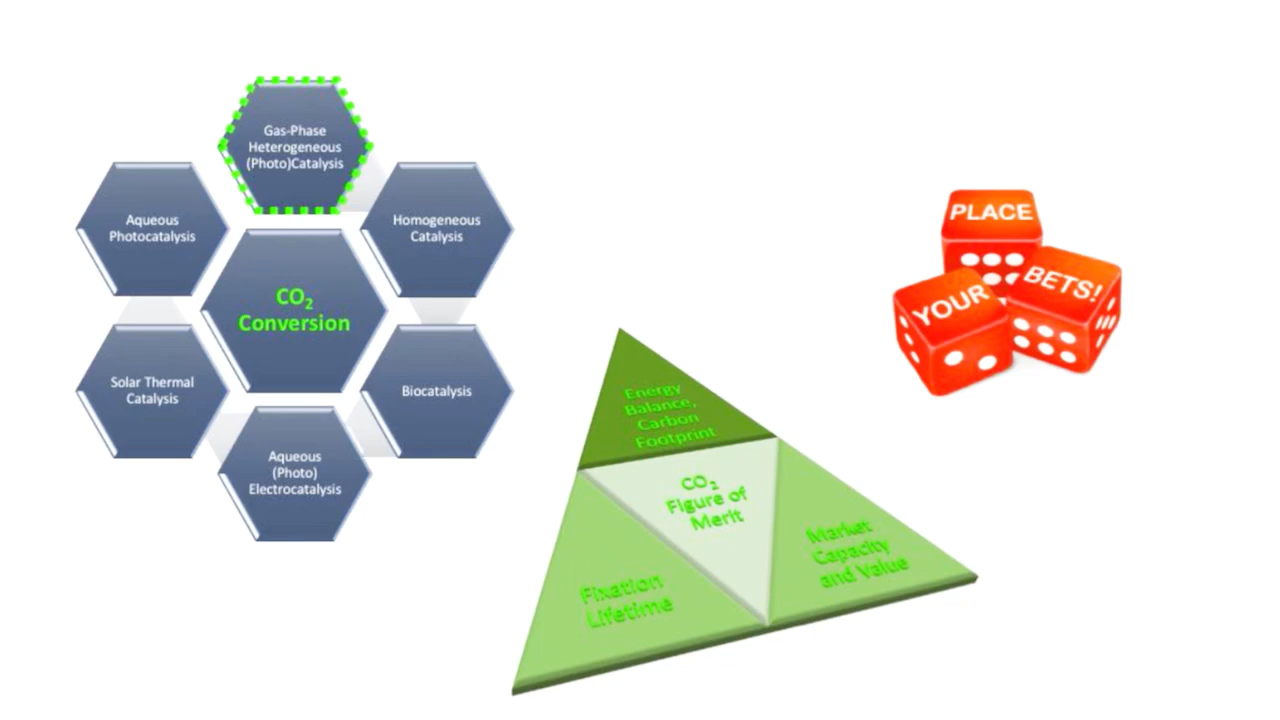 Gas-Phase
Heterogeneous
(Photo)Catalysis
Aqueous
Photocatalysis
Homogeneous
Catalysis
CO₂
Conversion
Solar Thermal
Catalysis
Biocatalysis
Aqueous
(Photo)
Electrocatalysis
Energy
Balance,
Carbon
Footprint
CO₂
Figure of
Merit
Fixation
Lifetime
Market
Capacity
and Value
PLACE
YOUR
BETS!